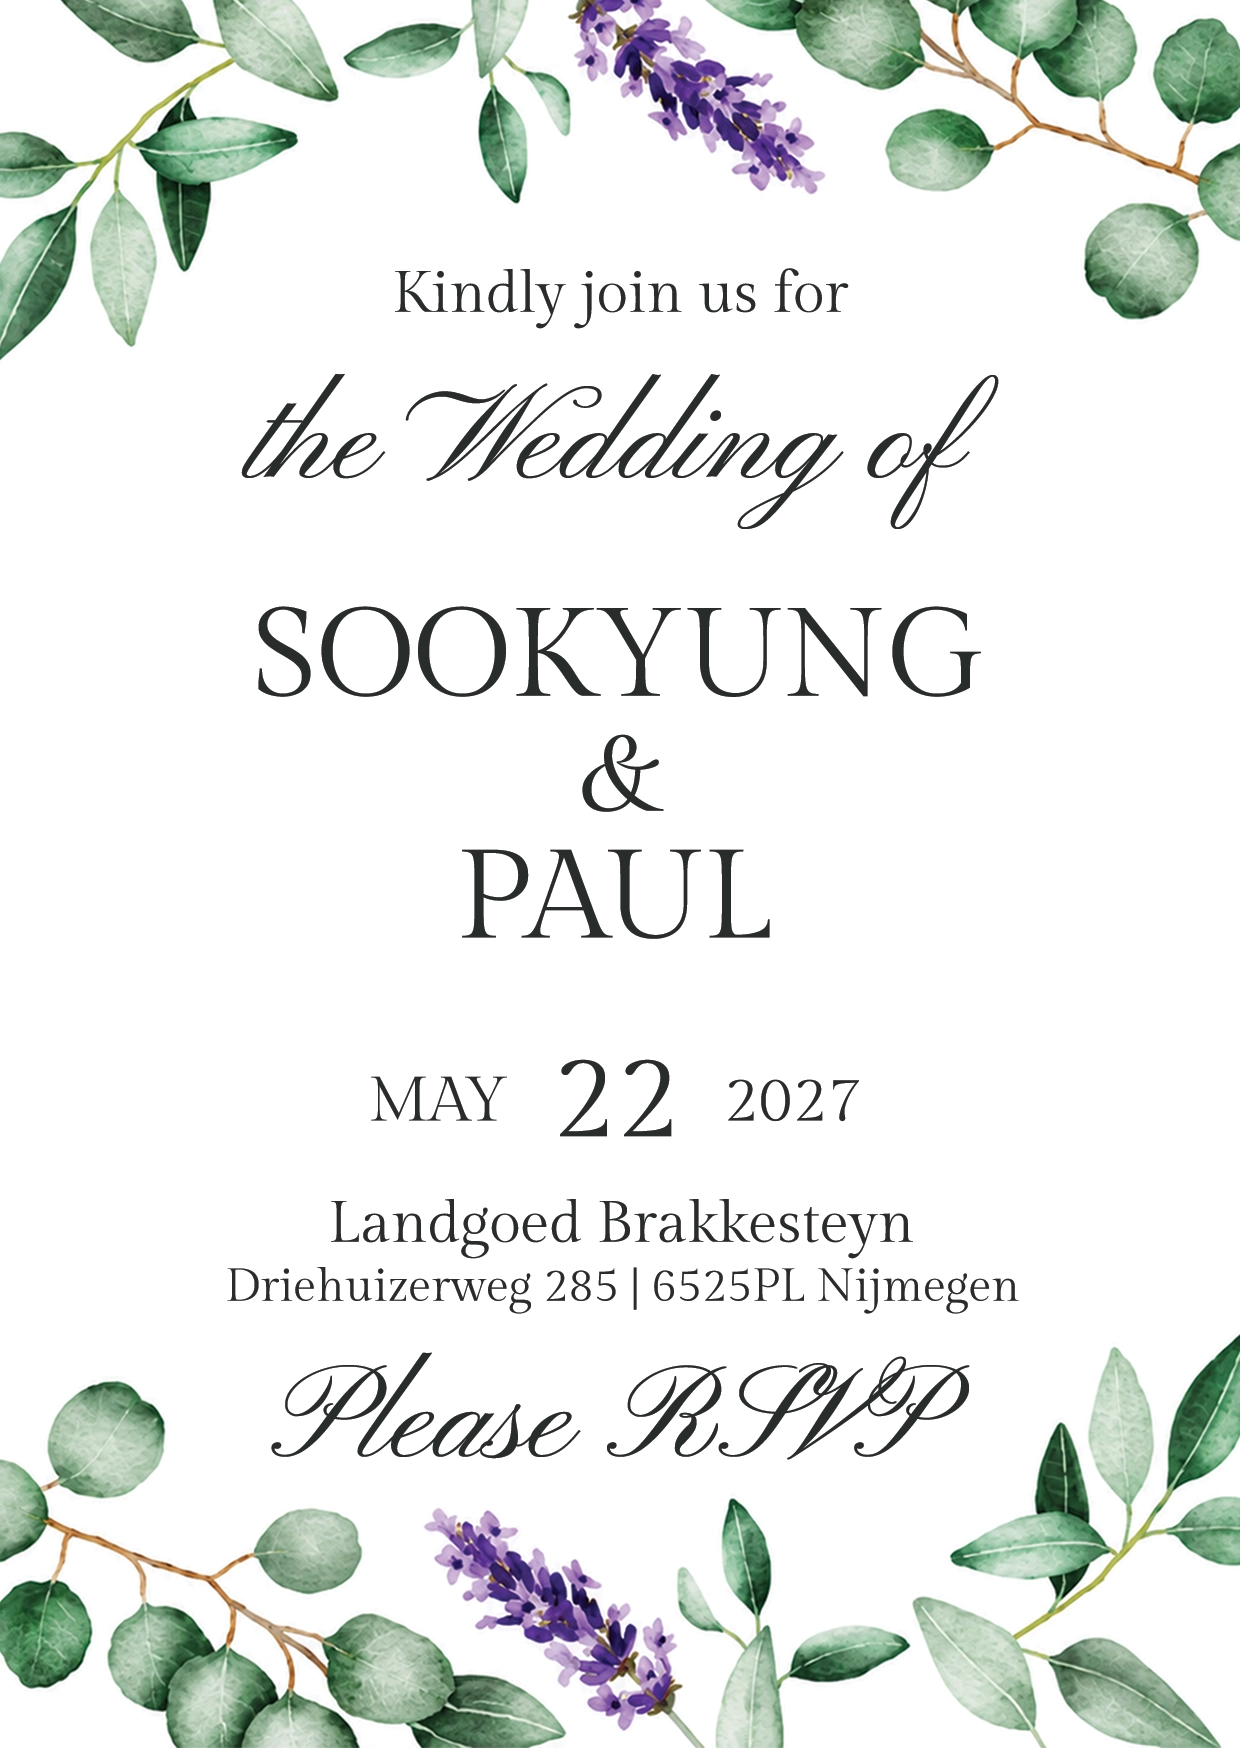 Kindly join us for
the Wedding of
SOOKYUNG
&
PAUL
MAY 22 2027
Landgoed Brakkesteyn
Driehuizerweg 285 | 6525PL Nijmegen
Please RSVP